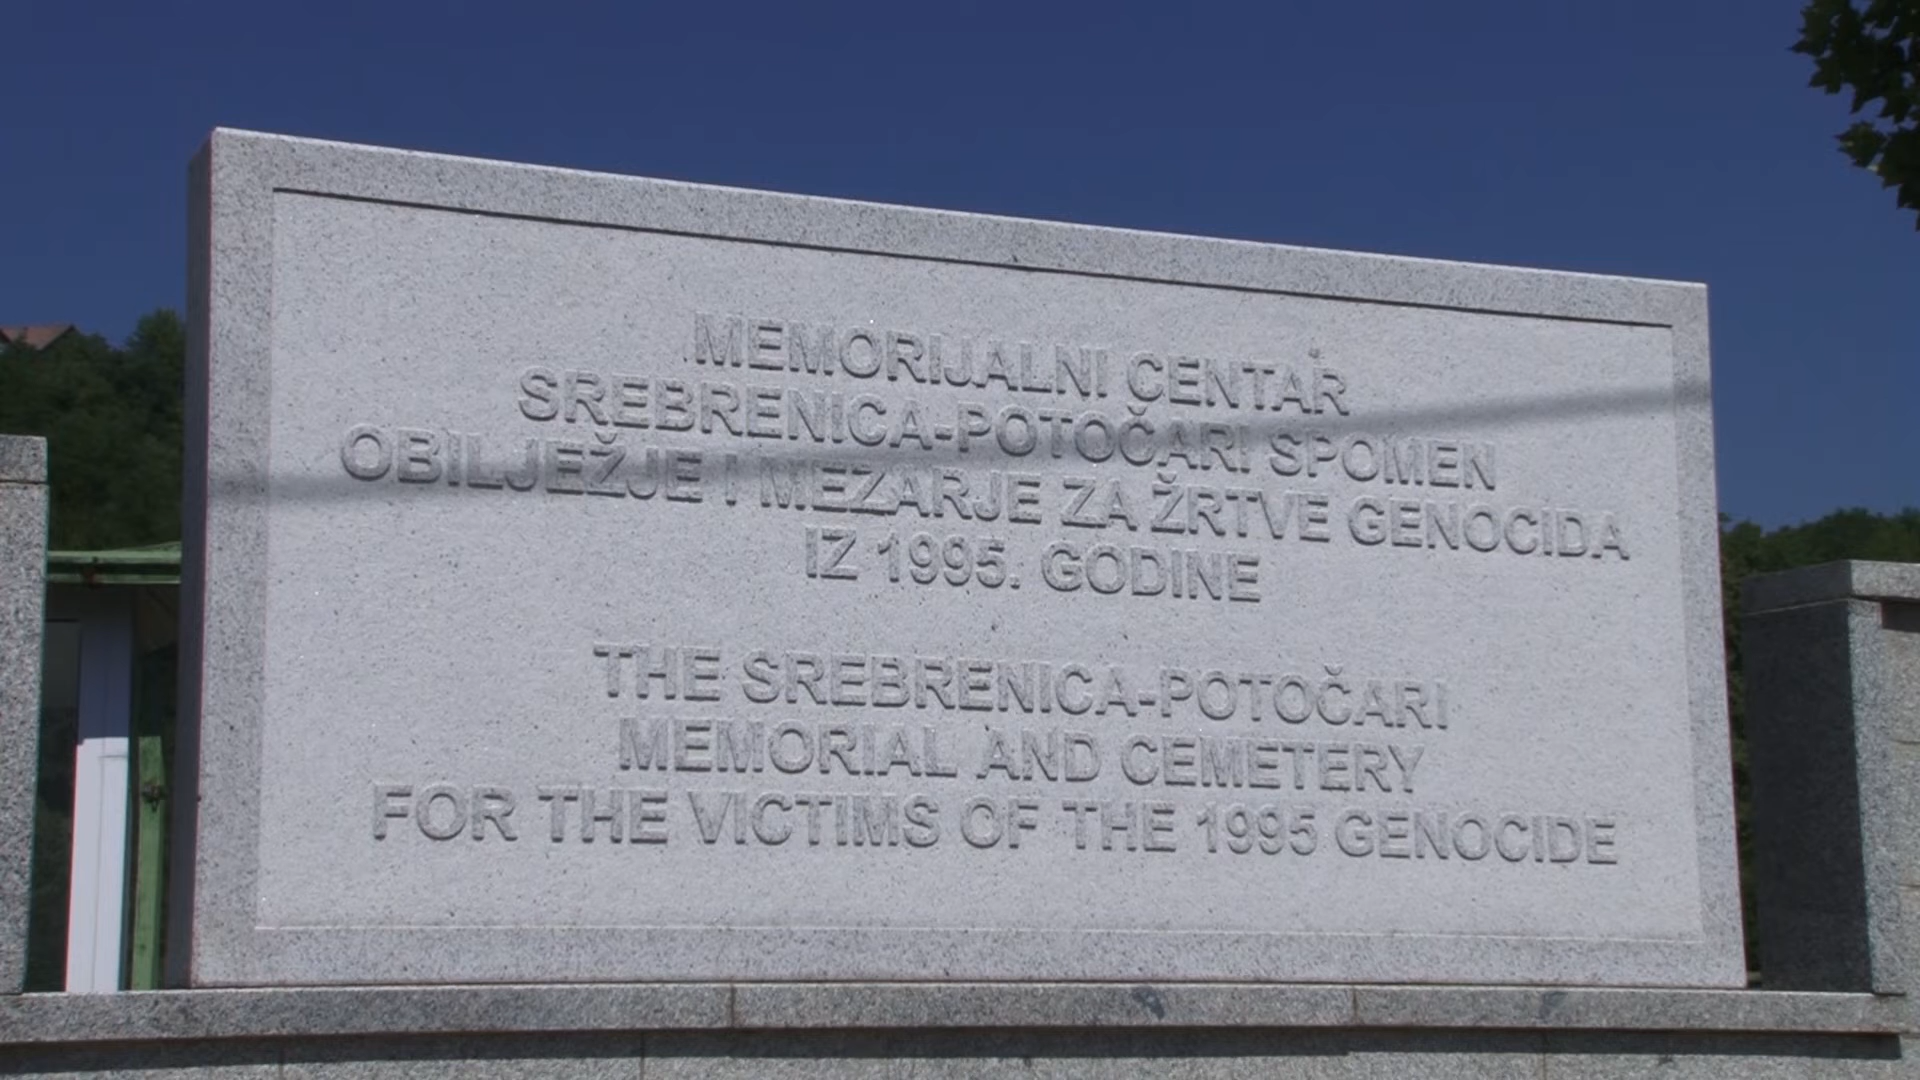 MEMORIJALNI CENTAR
SREBRENICA-POTOČARI SPOMEN
OBILJEŽJE I MEZARJE ZA ŽRTVE GENOCIDA
IZ 1995. GODINE
THE SREBRENICA-POTOČARI
MEMORIAL AND CEMETERY
FOR THE VICTIMS OF THE 1995 GENOCIDE